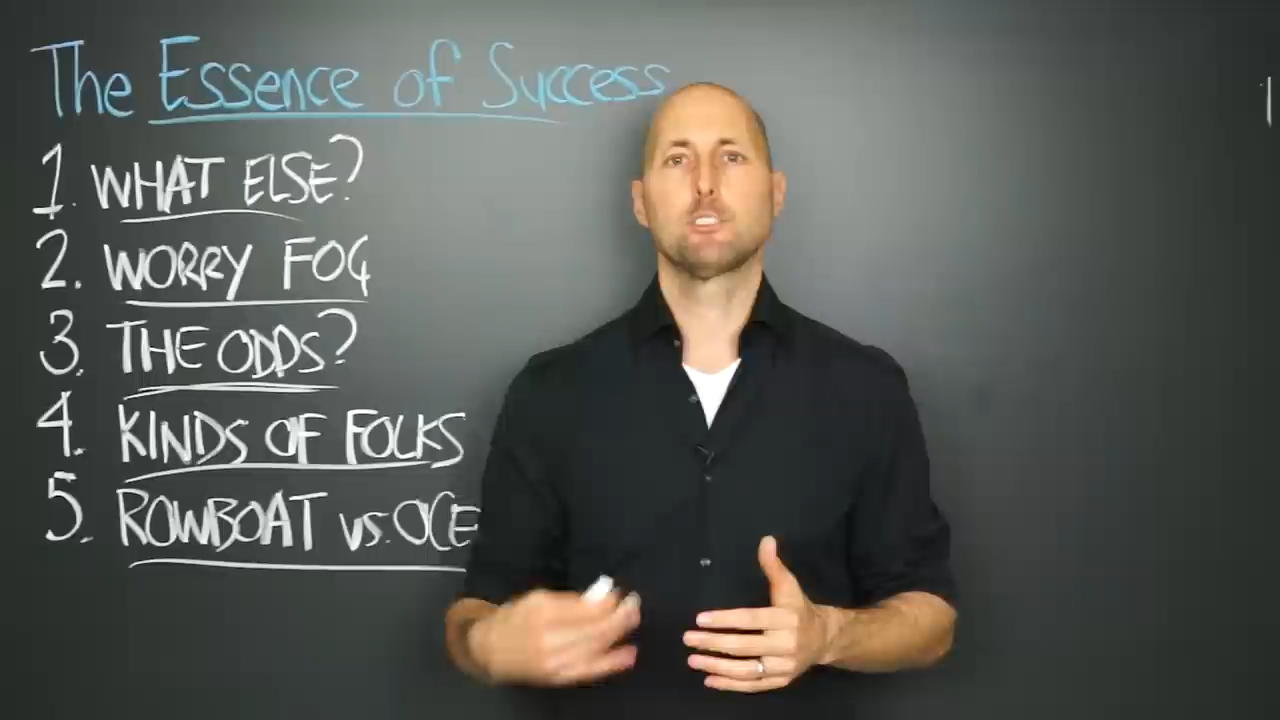 The Essence of Success
1. WHAT ELSE?
2. WORRY FOG
3. THE ODDS?
4. KINDS OF FOLKS
5. ROWBOAT vs. OCE